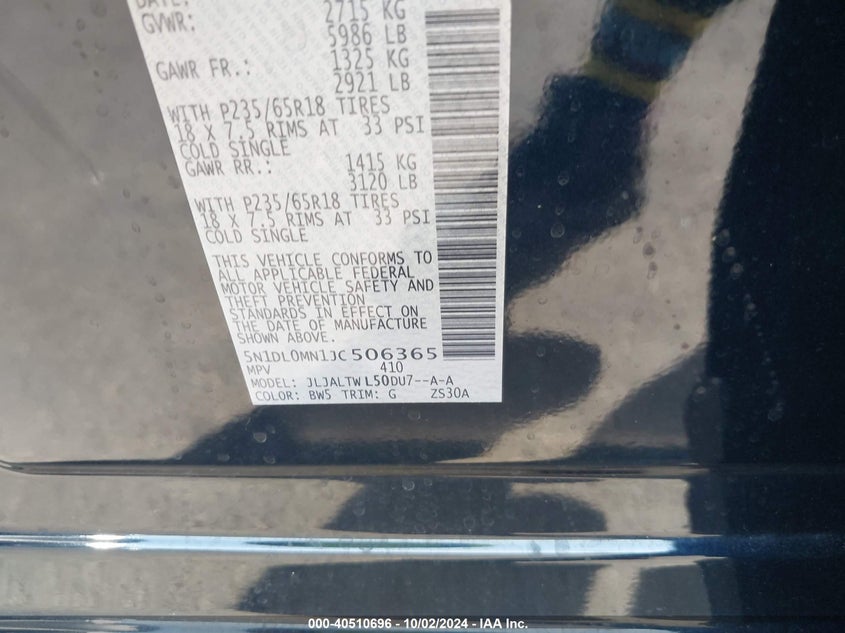 DATE:
GVWR: 2715 KG
5986 LB
GAWR FR.: 1325 KG
2921 LB
WITH P235/65R18 TIRES
18 X 7.5 RIMS AT 33 PSI
COLD SINGLE
GAWR RR.: 1415 KG
3120 LB
WITH P235/65R18 TIRES
18 X 7.5 RIMS AT 33 PSI
COLD SINGLE
THIS VEHICLE CONFORMS TO
ALL APPLICABLE FEDERAL
MOTOR VEHICLE SAFETY AND
THEFT PREVENTION
STANDARDS IN EFFECT ON
THE DATE OF MANUFACTURE
SHOWN ABOVE.
5N1DL0MN1JC506365
MPV 410
MODEL: JLJALTWL50DU7--A-A
COLOR: BW5 TRIM: G ZS30A
000-40510696 - 10/02/2024 - IAA Inc.